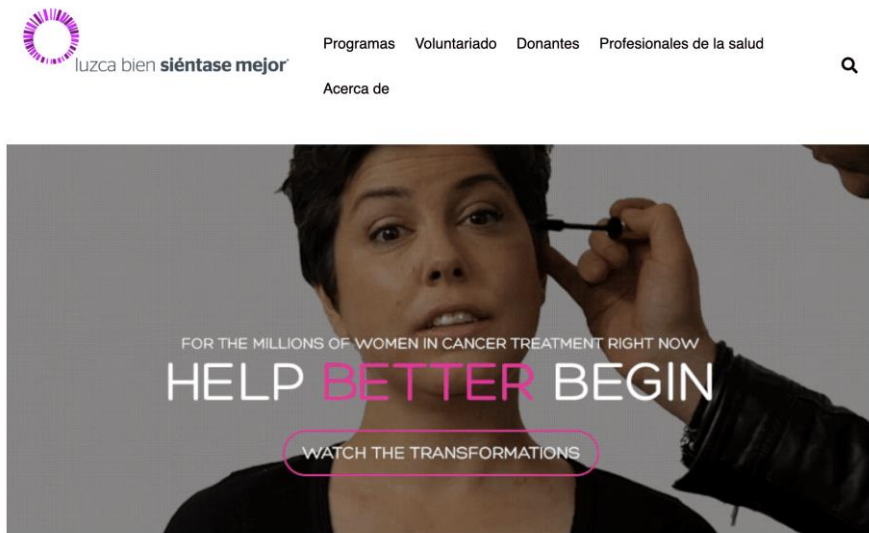 luzca bien siéntase mejor
Programas Voluntariado Donantes Profesionales de la salud
Acerca de
FOR THE MILLIONS OF WOMEN IN CANCER TREATMENT RIGHT NOW
HELP BETTER BEGIN
WATCH THE TRANSFORMATIONS